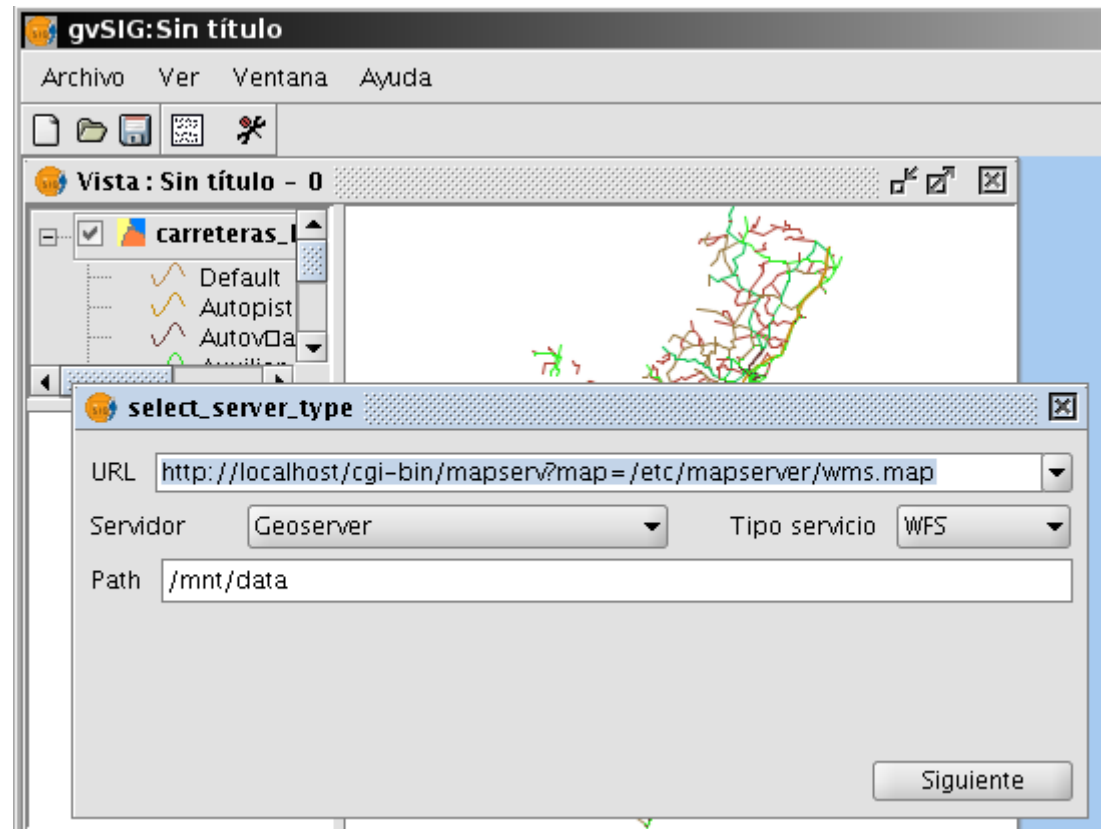 gvSIG:Sin título
Archivo Ver Ventana Ayuda
Vista : Sin título - 0
carreteras_
Default
Autopist
Autov□a
select_server_type
URL http://localhost/cgi-bin/mapserv?map=/etc/mapserver/wms.map
Servidor Geoserver Tipo servicio WFS
Path /mnt/data
Siguiente